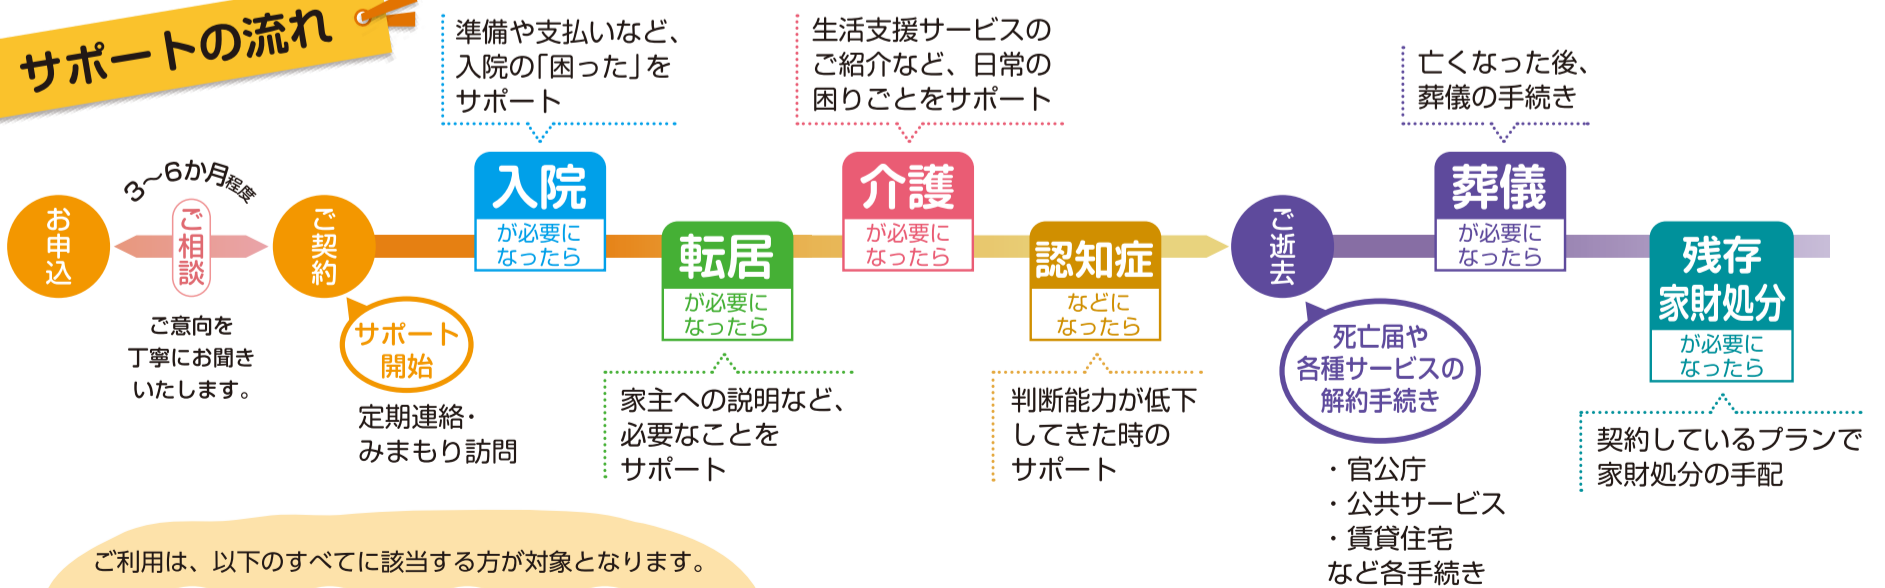 サポートの流れ
お申込
3〜6か月程度
ご相談
ご意向を
丁寧にお聞き
いたします。
ご契約
サポート
開始
定期連絡・
みまもり訪問
準備や支払いなど、
入院の「困った」を
サポート
入院
が必要に
なったら
転居
が必要に
なったら
家主への説明など、
必要なことを
サポート
生活支援サービスの
ご紹介など、日常の
困りごとをサポート
介護
が必要に
なったら
認知症
などに
なったら
判断能力が低下
してきた時の
サポート
ご逝去
死亡届や
各種サービスの
解約手続き
・官公庁
・公共サービス
・賃貸住宅
など各手続き
亡くなった後、
葬儀の手続き
葬儀
が必要に
なったら
残存
家財処分
が必要に
なったら
契約しているプランで
家財処分の手配
ご利用は、以下のすべてに該当する方が対象となります。